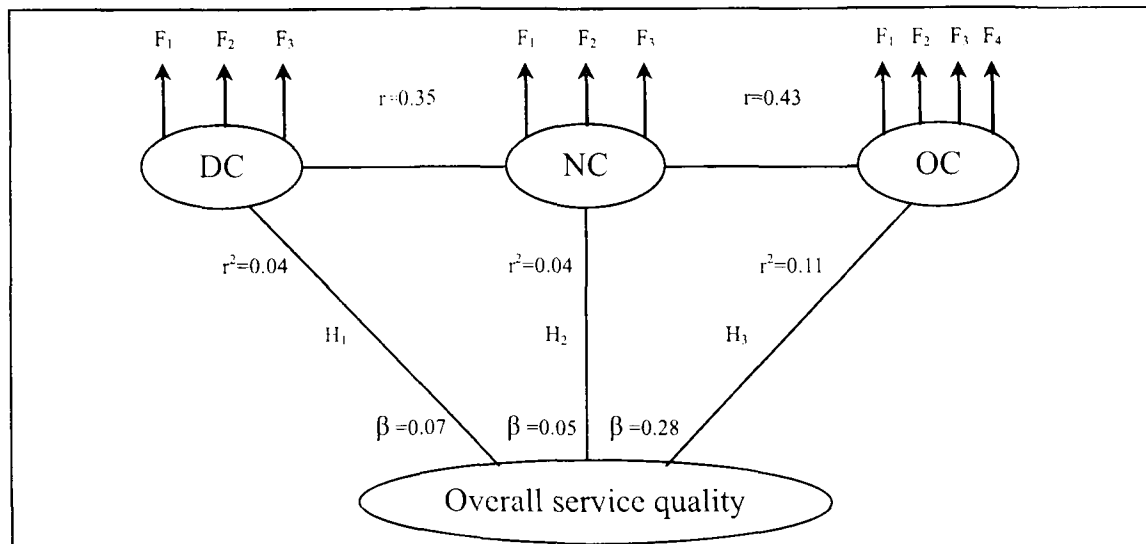 F₁ F₂ F₃ F₁ F₂ F₃ F₁ F₂ F₃ F₄
r=0.35 r=0.43
DC NC OC
r²=0.04 r²=0.04 r²=0.11
H₁ H₂ H₃
β =0.07 β =0.05 β =0.28
Overall service quality